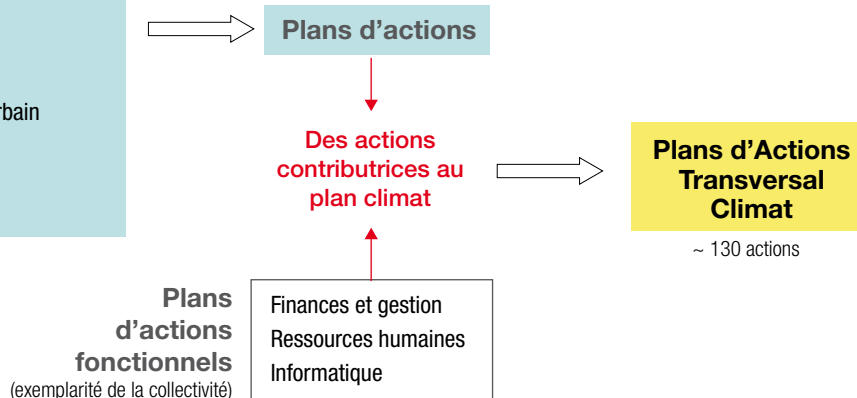 Plans d'actions
rbain
Des actions
contributrices au
plan climat
Plans d'Actions
Transversal
Climat
~ 130 actions
Plans
d'actions
fonctionnels
(exemplarité de la collectivité)
Finances et gestion
Ressources humaines
Informatique